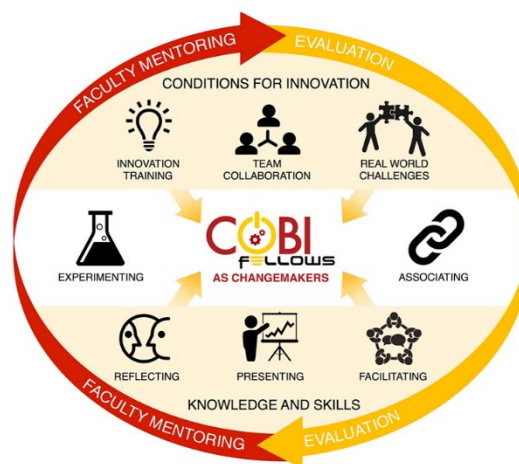 FACULTY MENTORING
EVALUATION
CONDITIONS FOR INNOVATION
INNOVATION
TRAINING
TEAM
COLLABORATION
REAL WORLD
CHALLENGES
EXPERIMENTING
COBI
FELLOWS
AS CHANGEMAKERS
ASSOCIATING
REFLECTING
PRESENTING
FACILITATING
KNOWLEDGE AND SKILLS
FACULTY MENTORING
EVALUATION